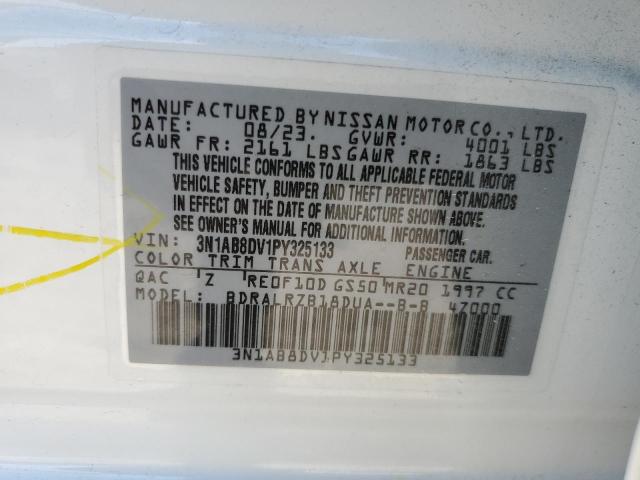 MANUFACTURED BY NISSAN MOTOR CO., LTD.
DATE: 08/23. GVWR: 4001 LBS
GAWR FR: 2161 LBS GAWR RR: 1863 LBS
THIS VEHICLE CONFORMS TO ALL APPLICABLE FEDERAL MOTOR
VEHICLE SAFETY, BUMPER AND THEFT PREVENTION STANDARDS
IN EFFECT ON THE DATE OF MANUFACTURE SHOWN ABOVE.
SEE OWNER'S MANUAL FOR ADDITIONAL INFORMATION.
VIN: 3N1AB8DV1PY325133 PASSENGER CAR.
COLOR TRIM TRANS AXLE ENGINE
QAC Z RE0F10D GS50 MR20 1997 CC
MODEL: BDRALRZB18DUA--B-B 47000
3N1AB8DV1PY325133